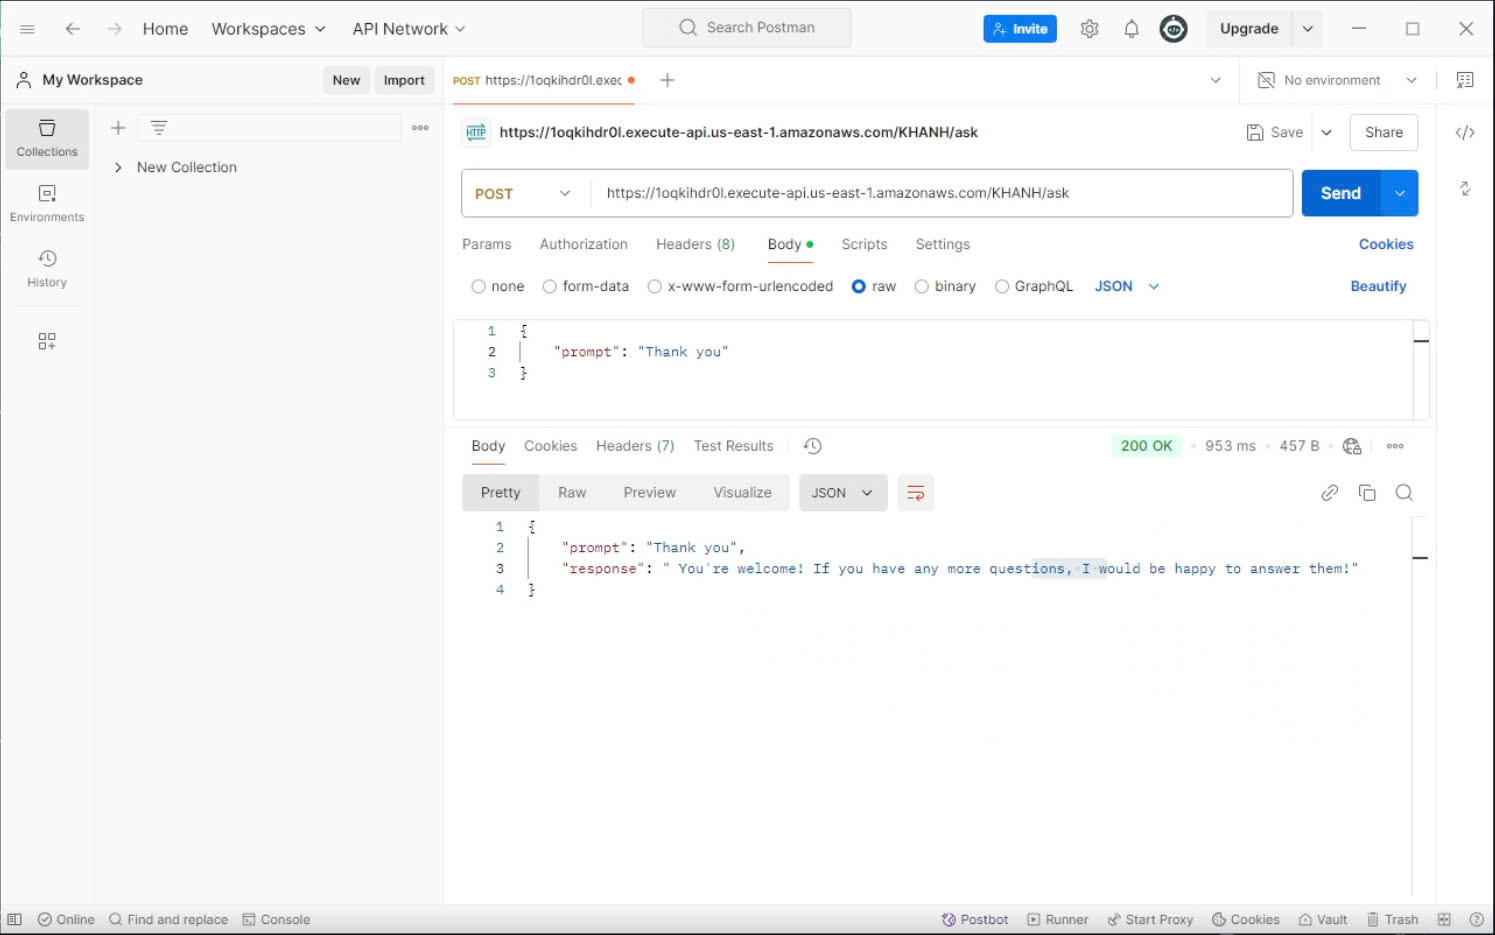 Home Workspaces API Network Search Postman Invite Upgrade
My Workspace New Import POST https://1oqkihdr0l.exec No environment
Collections
Environments
History
New Collection
HTTP https://1oqkihdr0l.execute-api.us-east-1.amazonaws.com/KHANH/ask Save Share
POST https://1oqkihdr0l.execute-api.us-east-1.amazonaws.com/KHANH/ask Send
Params Authorization Headers (8) Body Scripts Settings Cookies
none form-data x-www-form-urlencoded raw binary GraphQL JSON Beautify
1 {
2 "prompt": "Thank you"
3 }
Body Cookies Headers (7) Test Results 200 OK 953 ms 457 B
Pretty Raw Preview Visualize JSON
1 {
2 "prompt": "Thank you",
3 "response": " You're welcome! If you have any more questions, I would be happy to answer them!"
4 }
Online Find and replace Console Postbot Runner Start Proxy Cookies Vault Trash